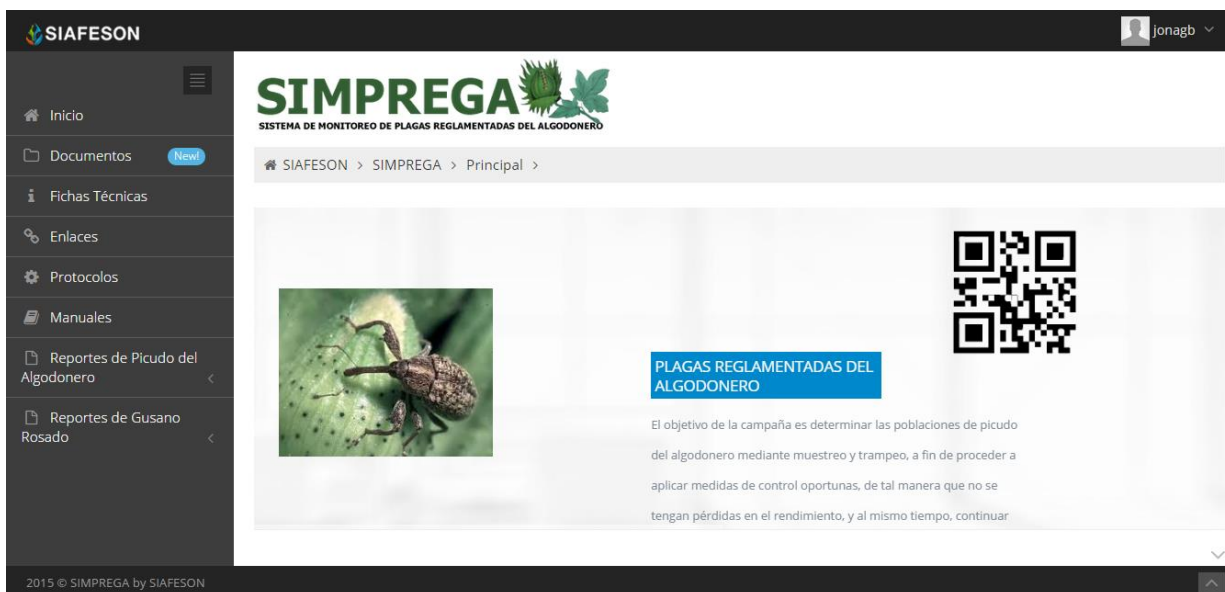 SIAFESON
jonagb
Inicio
Documentos New!
Fichas Técnicas
Enlaces
Protocolos
Manuales
Reportes de Picudo del
Algodonero
Reportes de Gusano
Rosado
SIMPREGA
SISTEMA DE MONITOREO DE PLAGAS REGLAMENTADAS DEL ALGODONERO
SIAFESON > SIMPREGA > Principal >
PLAGAS REGLAMENTADAS DEL
ALGODONERO
El objetivo de la campaña es determinar las poblaciones de picudo
del algodonero mediante muestreo y trampeo, a fin de proceder a
aplicar medidas de control oportunas, de tal manera que no se
tengan pérdidas en el rendimiento, y al mismo tiempo, continuar
2015 © SIMPREGA by SIAFESON